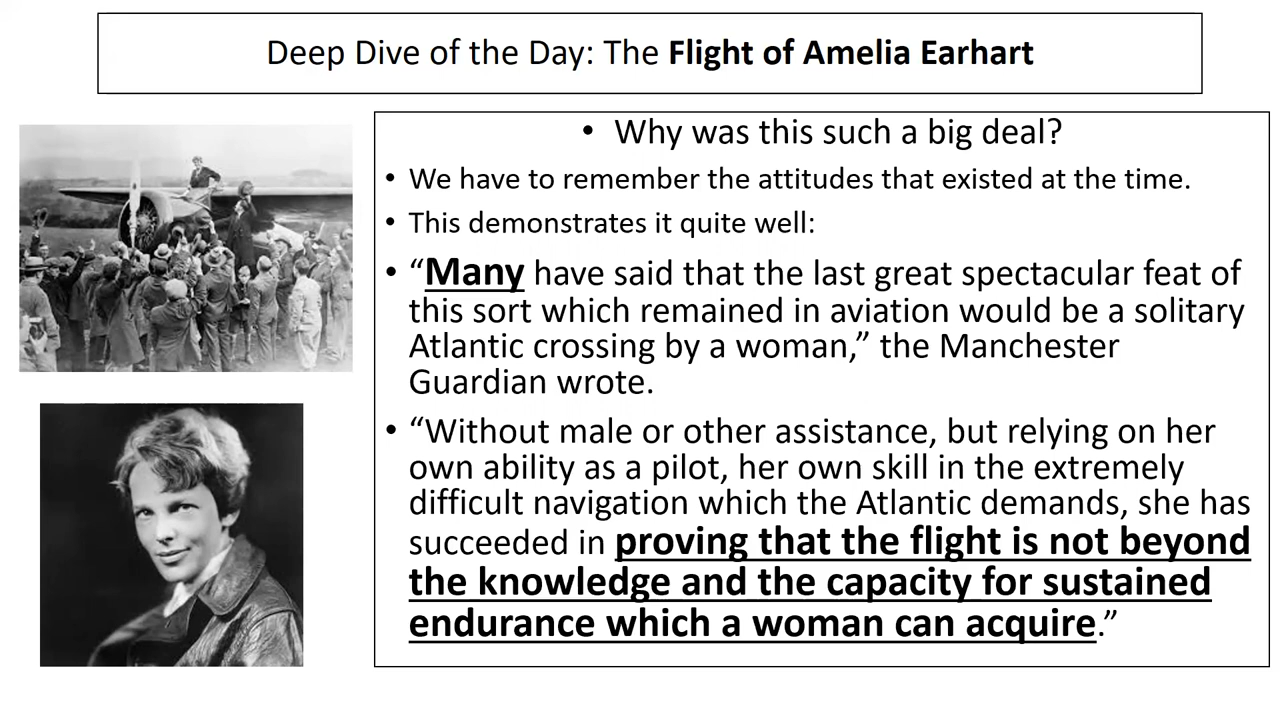 Deep Dive of the Day: The Flight of Amelia Earhart
• Why was this such a big deal?
• We have to remember the attitudes that existed at the time.
• This demonstrates it quite well:
• “Many have said that the last great spectacular feat of
this sort which remained in aviation would be a solitary
Atlantic crossing by a woman,” the Manchester
Guardian wrote.
• “Without male or other assistance, but relying on her
own ability as a pilot, her own skill in the extremely
difficult navigation which the Atlantic demands, she has
succeeded in proving that the flight is not beyond
the knowledge and the capacity for sustained
endurance which a woman can acquire.”